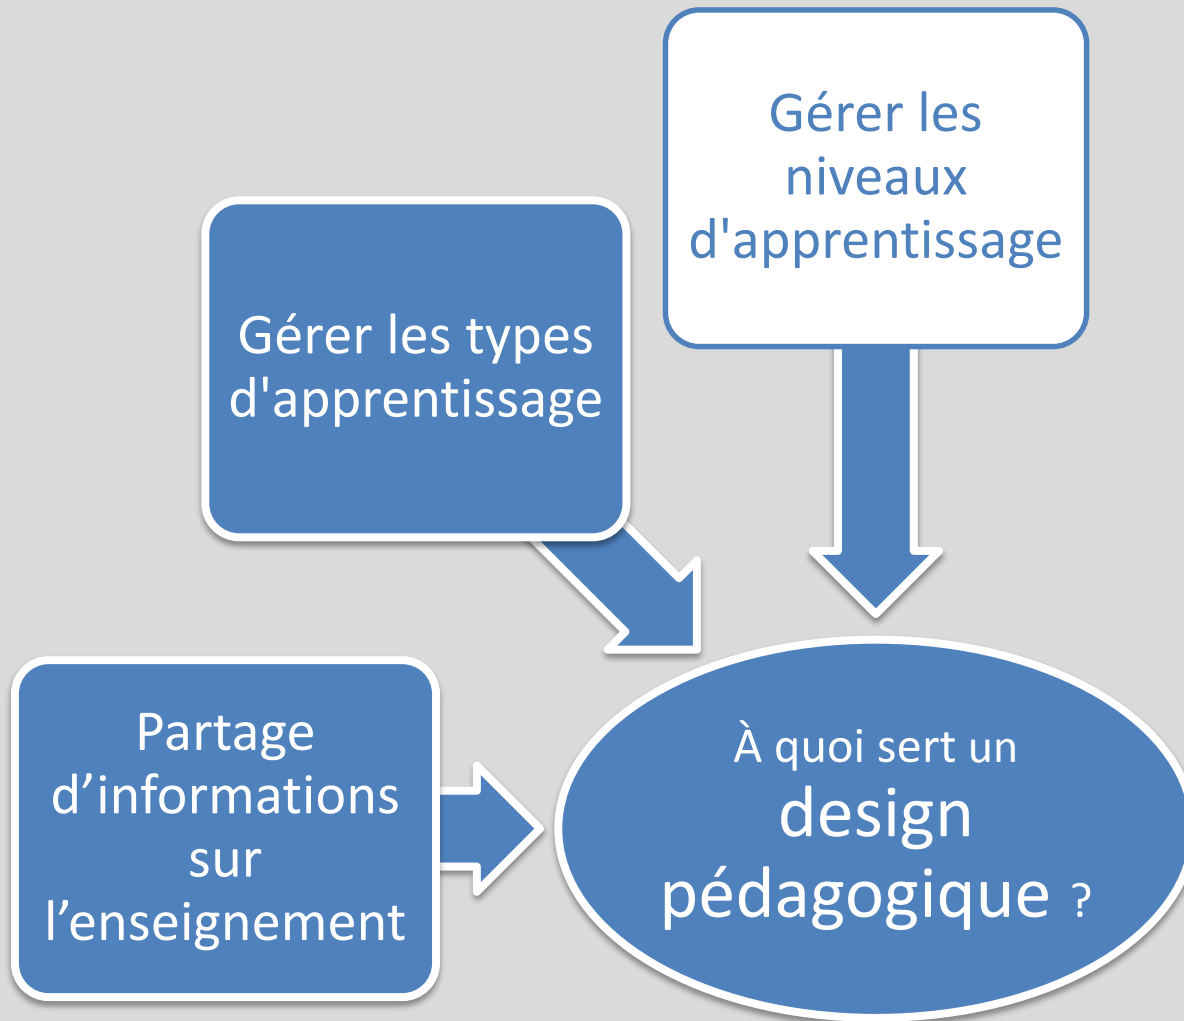 Gérer les
niveaux
d'apprentissage
Gérer les types
d'apprentissage
Partage
d’informations
sur
l’enseignement
À quoi sert un
design
pédagogique ?